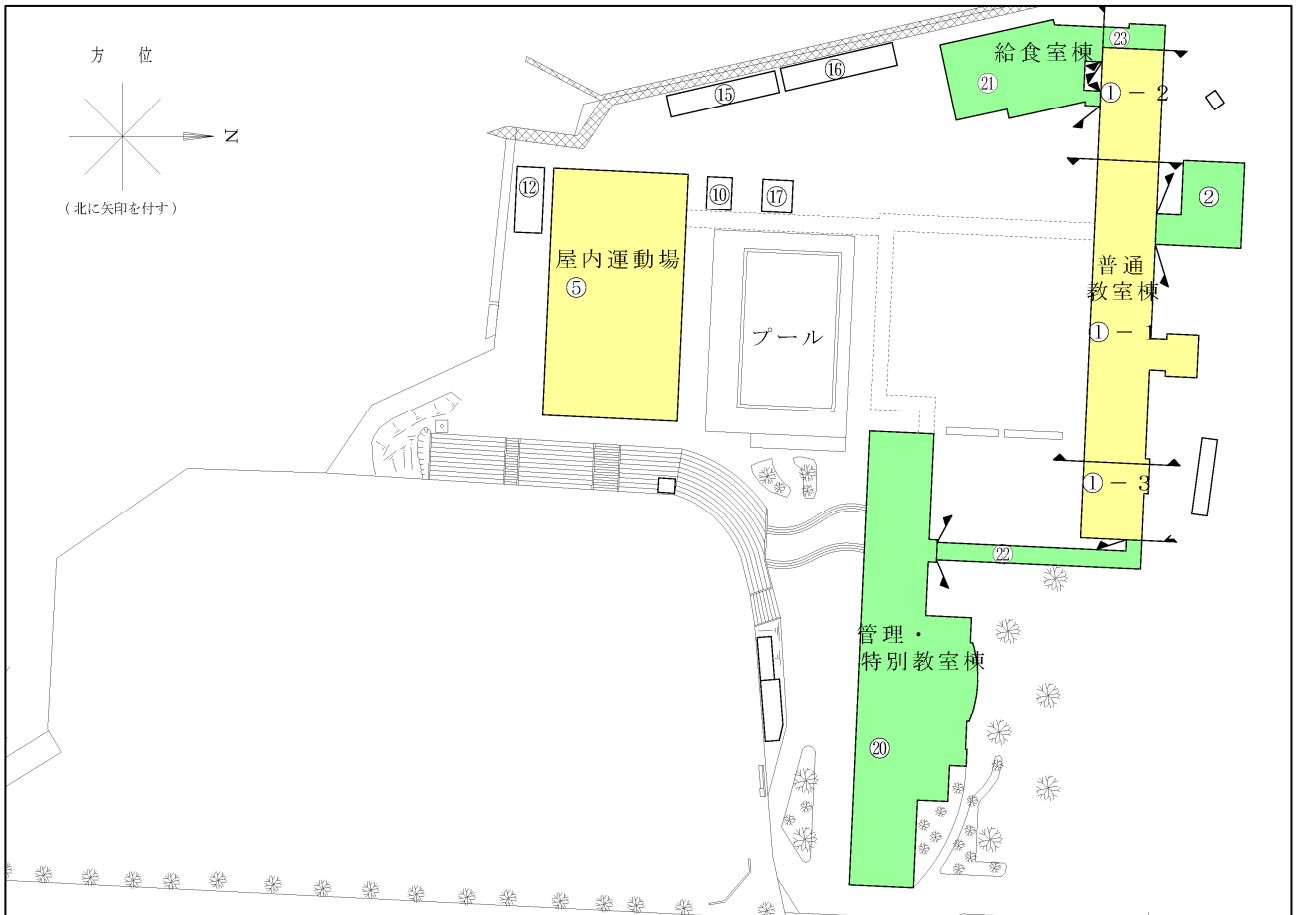 方 位
N
(北に矢印を付す)
給食室棟
㉓
㉑
⑯
⑮
①－2
⑫
⑩
⑰
②
屋内運動場
⑤
普通
教室棟
①－1
プール
①－3
㉒
管理・
特別教室棟
⑳